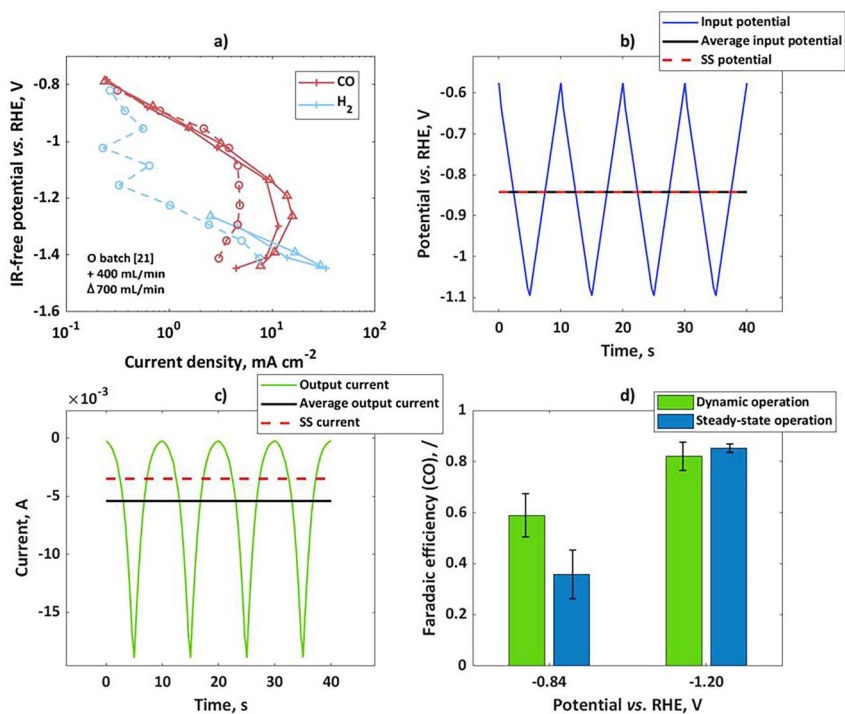 a)
IR-free potential vs. RHE, V
-0.8
-1
-1.2
-1.4
-1.6
CO
H2
O batch [21]
+ 400 mL/min
Δ 700 mL/min
10-1
100
101
102
Current density, mA cm-2
b)
Input potential
Average input potential
SS potential
Potential vs. RHE, V
-0.6
-0.7
-0.8
-0.9
-1
-1.1
0
10
20
30
40
Time, s
c)
Output current
Average output current
SS current
×10-3
Current, A
0
-5
-10
-15
0
10
20
30
40
Time, s
d)
Dynamic operation
Steady-state operation
Faradaic efficiency (CO), /
1
0.8
0.6
0.4
0.2
0
-0.84
-1.20
Potential vs. RHE, V